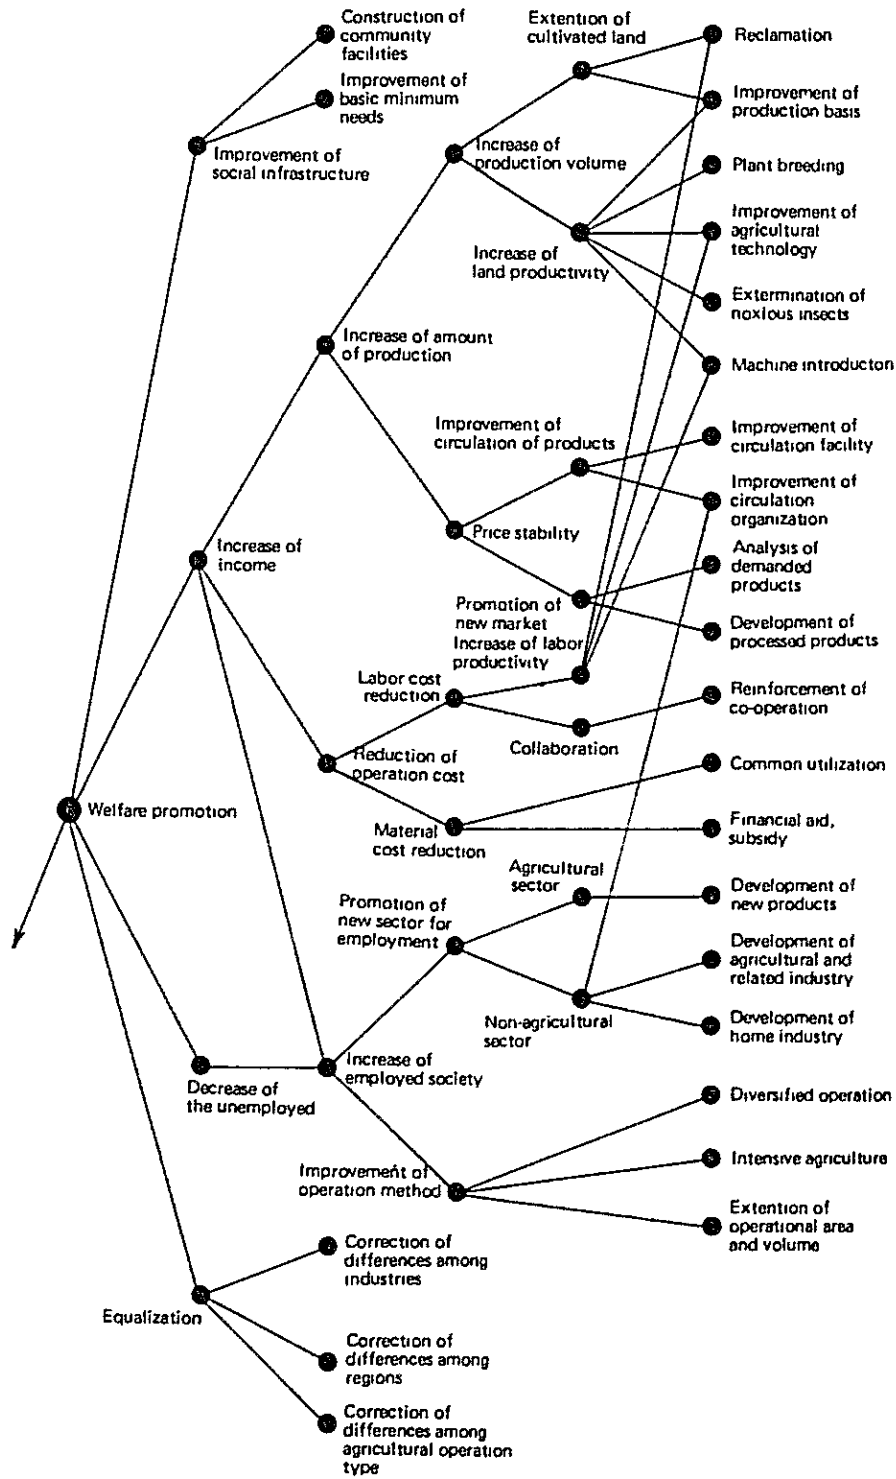 Construction of
community
facilities
Improvement of
basic minimum
needs
Improvement of
social infrastructure
Extention of
cultivated land
Increase of
production volume
Increase of
land productivity
Reclamation
Improvement of
production basis
Plant breeding
Improvement of
agricultural
technology
Extermination of
noxious insects
Machine introducton
Increase of amount
of production
Improvement of
circulation of products
Price stability
Improvement of
circulation facility
Improvement of
circulation
organization
Analysis of
demanded
products
Development of
processed products
Increase of
income
Promotion of
new market
Increase of labor
productivity
Labor cost
reduction
Collaboration
Reinforcement of
co-operation
Reduction of
operation cost
Common utilization
Material
cost reduction
Financial aid,
subsidy
Welfare promotion
Agricultural
sector
Promotion of
new sector for
employment
Development of
new products
Development of
agricultural and
related industry
Non-agricultural
sector
Development of
home industry
Increase of
employed society
Decrease of
the unemployed
Diversified operation
Improvement of
operation method
Intensive agriculture
Extention of
operational area
and volume
Correction of
differences among
industries
Equalization
Correction of
differences among
regions
Correction of
differences among
agricultural operation
type